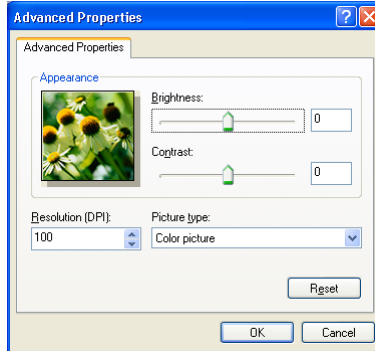 Advanced Properties
Advanced Properties
Appearance
Brightness:
0
Contrast:
0
Resolution (DPI):
Picture type:
100
Color picture
Reset
OK
Cancel